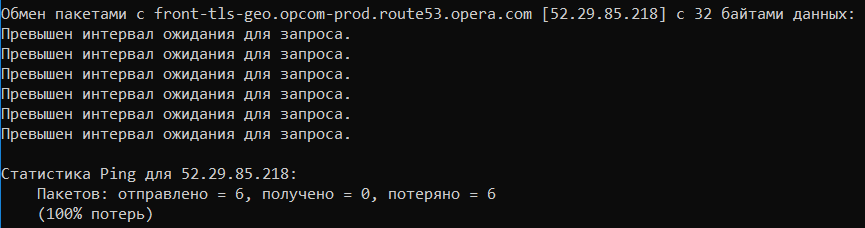 Обмен пакетами с front-tls-geo.opcom-prod.route53.opera.com [52.29.85.218] с 32 байтами данных:
Превышен интервал ожидания для запроса.
Превышен интервал ожидания для запроса.
Превышен интервал ожидания для запроса.
Превышен интервал ожидания для запроса.
Превышен интервал ожидания для запроса.
Превышен интервал ожидания для запроса.
Статистика Ping для 52.29.85.218:
Пакетов: отправлено = 6, получено = 0, потеряно = 6
(100% потерь)